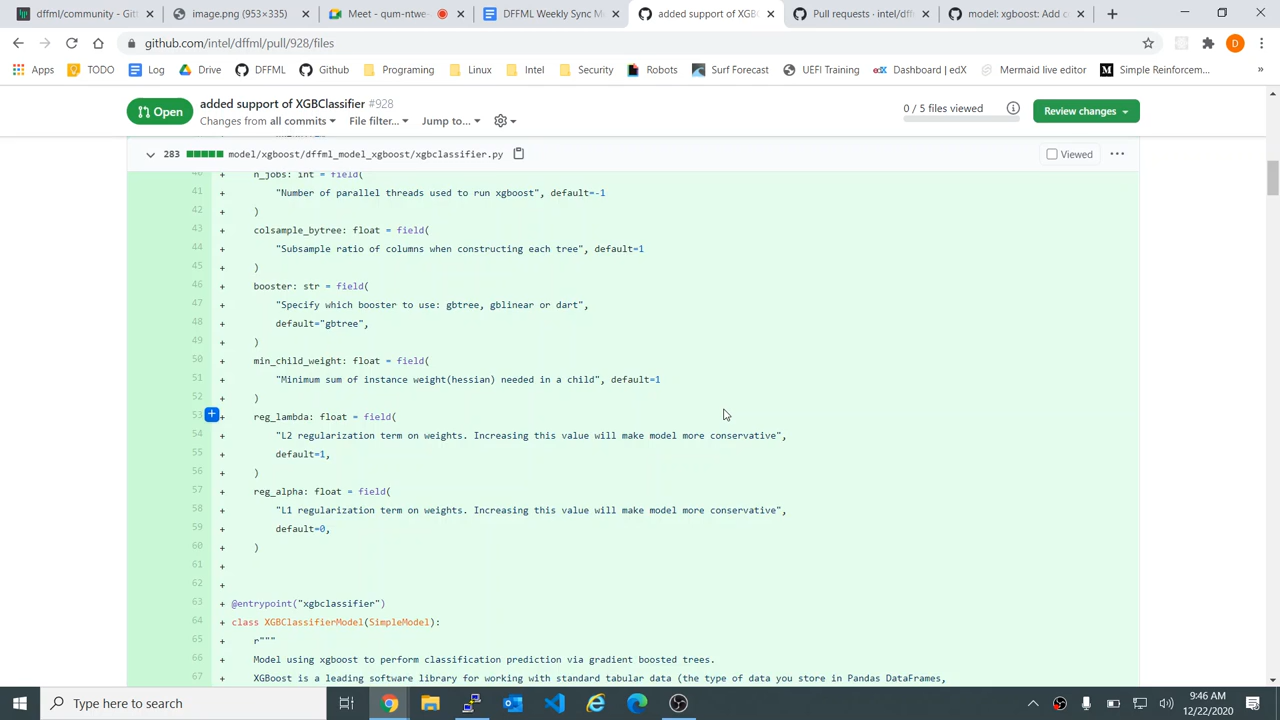 dffml/community - Git
image.png (953×335)
Meet - qum-ntwe-
DFFML Weekly Sync M
added support of XGBC
Pull requests · intel/dff
model: xgboost: Add c
github.com/intel/dffml/pull/928/files
Apps
TODO
Log
Drive
DFFML
Github
Programing
Linux
Intel
Security
Robots
Surf Forecast
UEFI Training
Dashboard | edX
Mermaid live editor
Simple Reinforcem...
»
Open
added support of XGBClassifier #928
Changes from all commits
File filter...
Jump to...
0 / 5 files viewed
Review changes
283 model/xgboost/dffml_model_xgboost/xgbclassifier.py
Viewed
40 + n_jobs: int = field(
41 + "Number of parallel threads used to run xgboost", default=-1
42 + )
43 + colsample_bytree: float = field(
44 + "Subsample ratio of columns when constructing each tree", default=1
45 + )
46 + booster: str = field(
47 + "Specify which booster to use: gbtree, gblinear or dart",
48 + default="gbtree",
49 + )
50 + min_child_weight: float = field(
51 + "Minimum sum of instance weight(hessian) needed in a child", default=1
52 + )
53 + reg_lambda: float = field(
54 + "L2 regularization term on weights. Increasing this value will make model more conservative",
55 + default=1,
56 + )
57 + reg_alpha: float = field(
58 + "L1 regularization term on weights. Increasing this value will make model more conservative",
59 + default=0,
60 + )
61 +
62 +
63 + @entrypoint("xgbclassifier")
64 + class XGBClassifierModel(SimpleModel):
65 + r"""
66 + Model using xgboost to perform classification prediction via gradient boosted trees.
67 + XGBoost is a leading software library for working with standard tabular data (the type of data you store in Pandas DataFrames,
Type here to search
9:46 AM
12/22/2020